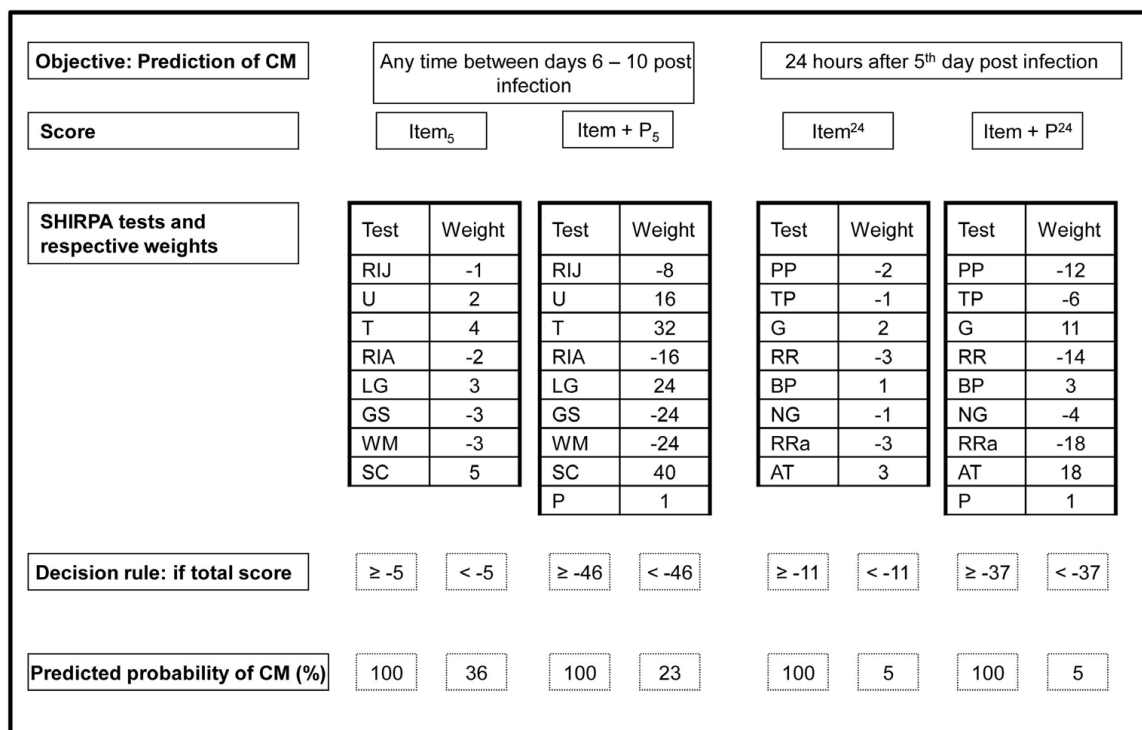 Objective: Prediction of CM
Any time between days 6 – 10 post
infection
24 hours after 5th day post infection
Score
Item5
Item + P5
Item24
Item + P24
SHIRPA tests and
respective weights
Test Weight Test Weight Test Weight Test Weight
RIJ -1 RIJ -8 PP -2 PP -12
U 2 U 16 TP -1 TP -6
T 4 T 32 G 2 G 11
RIA -2 RIA -16 RR -3 RR -14
LG 3 LG 24 BP 1 BP 3
GS -3 GS -24 NG -1 NG -4
WM -3 WM -24 RRa -3 RRa -18
SC 5 SC 40 AT 3 AT 18
P 1 P 1
Decision rule: if total score ≥ -5 < -5 ≥ -46 < -46 ≥ -11 < -11 ≥ -37 < -37
Predicted probability of CM (%) 100 36 100 23 100 5 100 5